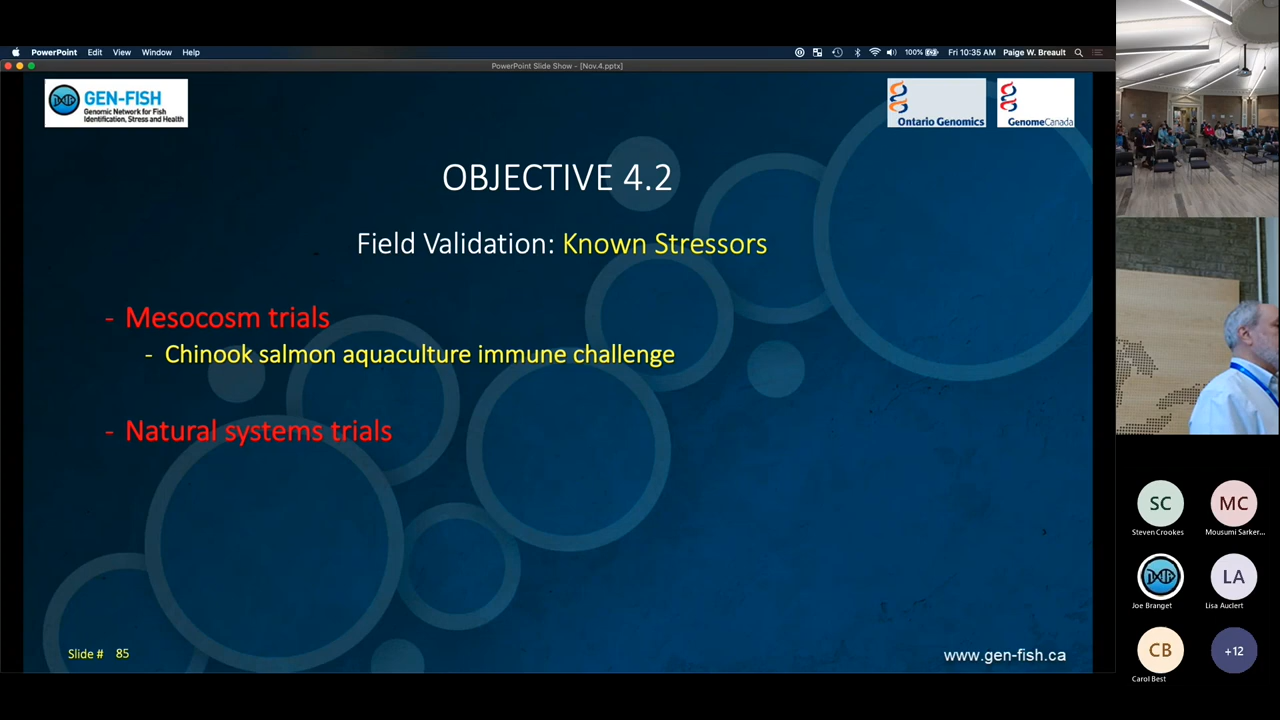 PowerPoint Edit View Window Help
100% Fri 10:35 AM Paige W. Breault
PowerPoint Slide Show - [Nov.4.pptx]
GEN-FISH
Genomic Network for Fish
Identification, Stress and Health
Ontario Genomics
GenomeCanada
OBJECTIVE 4.2
Field Validation: Known Stressors
- Mesocosm trials
- Chinook salmon aquaculture immune challenge
- Natural systems trials
Slide # 85
www.gen-fish.ca
SC
Steven Crookes
MC
Mousumi Sarker...
Joe Branget
LA
Lisa Auclert
CB
Carol Best
+12